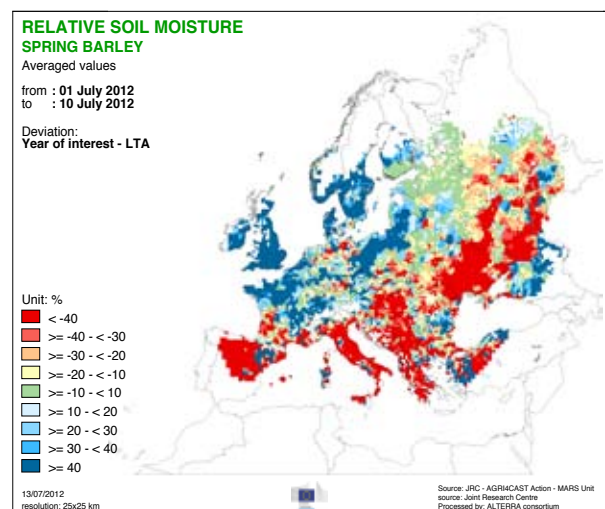 RELATIVE SOIL MOISTURE
SPRING BARLEY
Averaged values
from : 01 July 2012
to : 10 July 2012
Deviation:
Year of interest - LTA
Unit: %
< -40
>= -40 - < -30
>= -30 - < -20
>= -20 - < -10
>= -10 - < 10
>= 10 - < 20
>= 20 - < 30
>= 30 - < 40
>= 40
13/07/2012
resolution: 25x25 km
Source: JRC - AGRI4CAST Action - MARS Unit
source: Joint Research Centre
Processed by: ALTERRA consortium